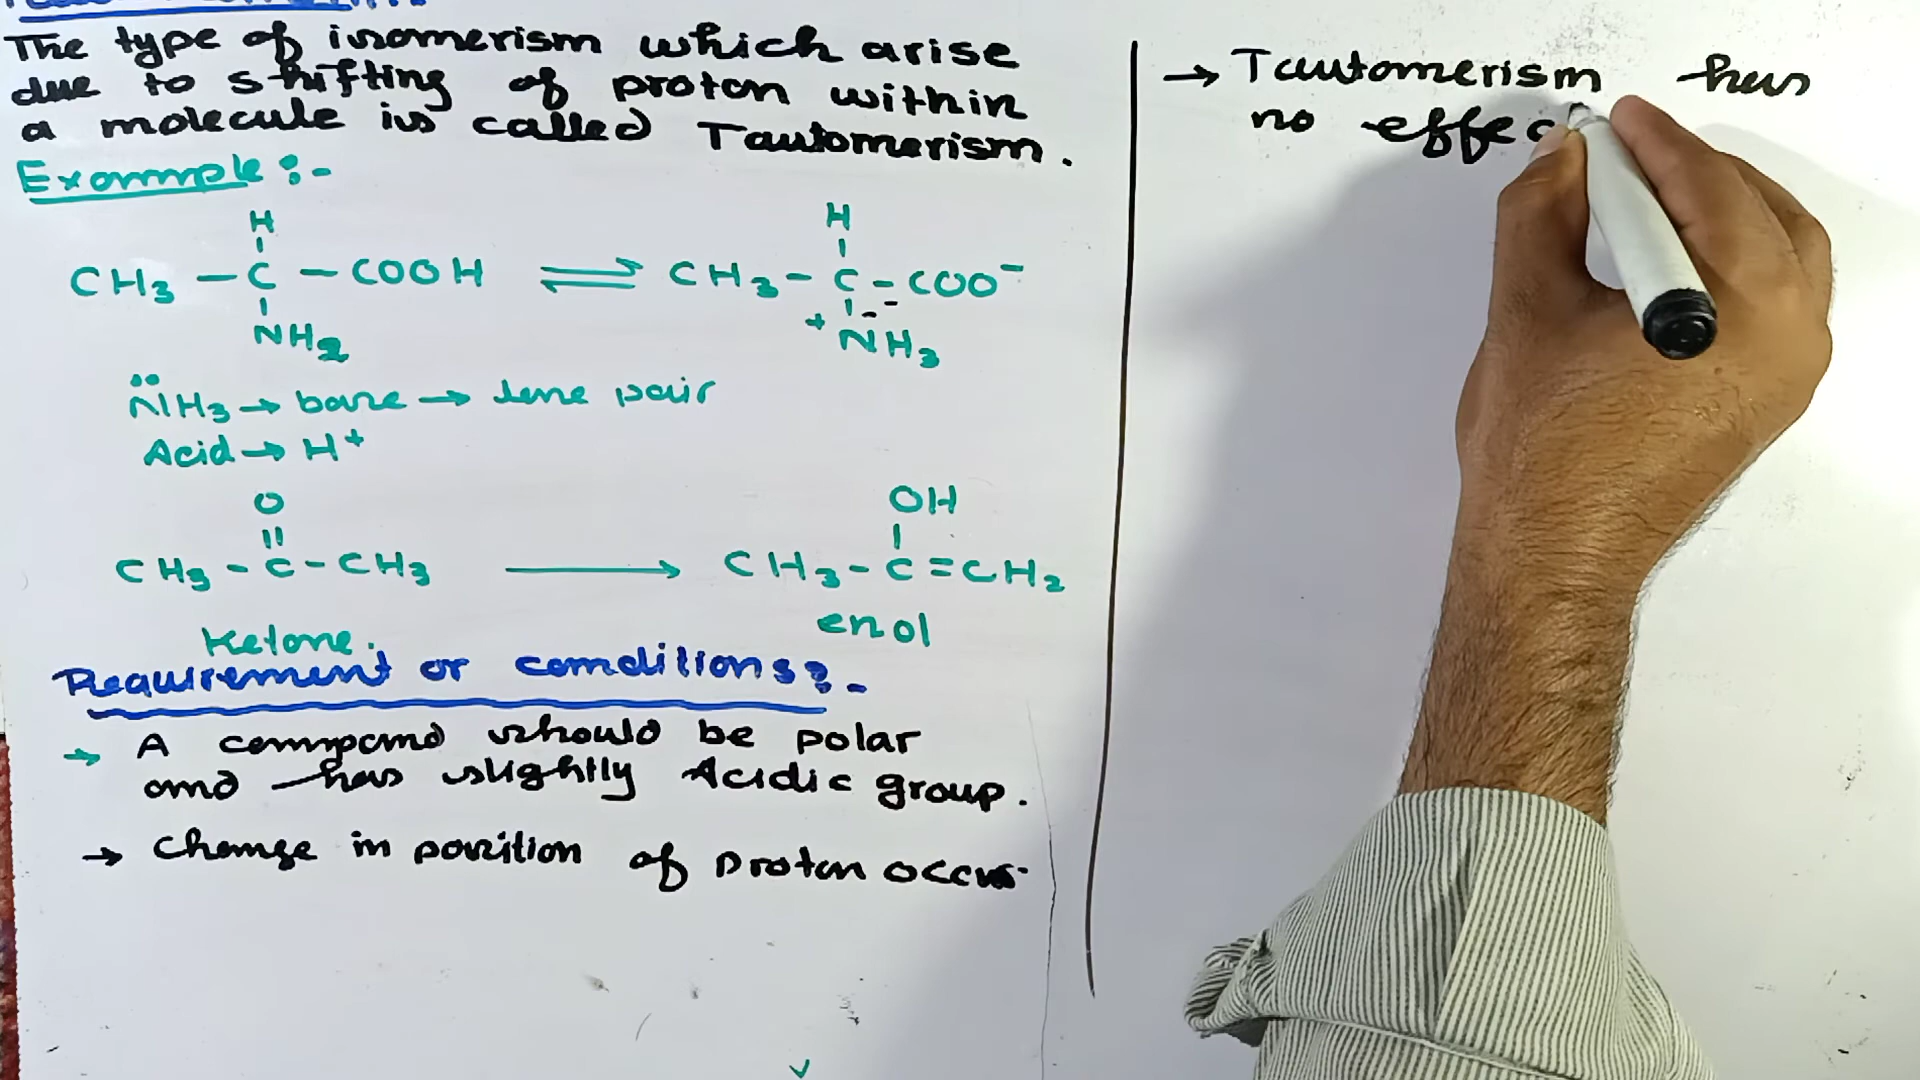 The type of isomerism which arise
due to shifting of proton within
a molecule is called Tautomerism.
Example :-
H
CH3 - C - COOH ⇌ CH3 - C - COO⁻
H
NH2
+NH3
N̈H3 → base → lone pair
Acid → H+
O
||
CH3 - C - CH3 → CH3 - C = CH2
OH
Ketone.
enol
Requirement or conditions:-
→ A compound should be polar
and has slightly Acidic group.
→ Change in position of proton occurs.
→ Tautomerism has
no effec